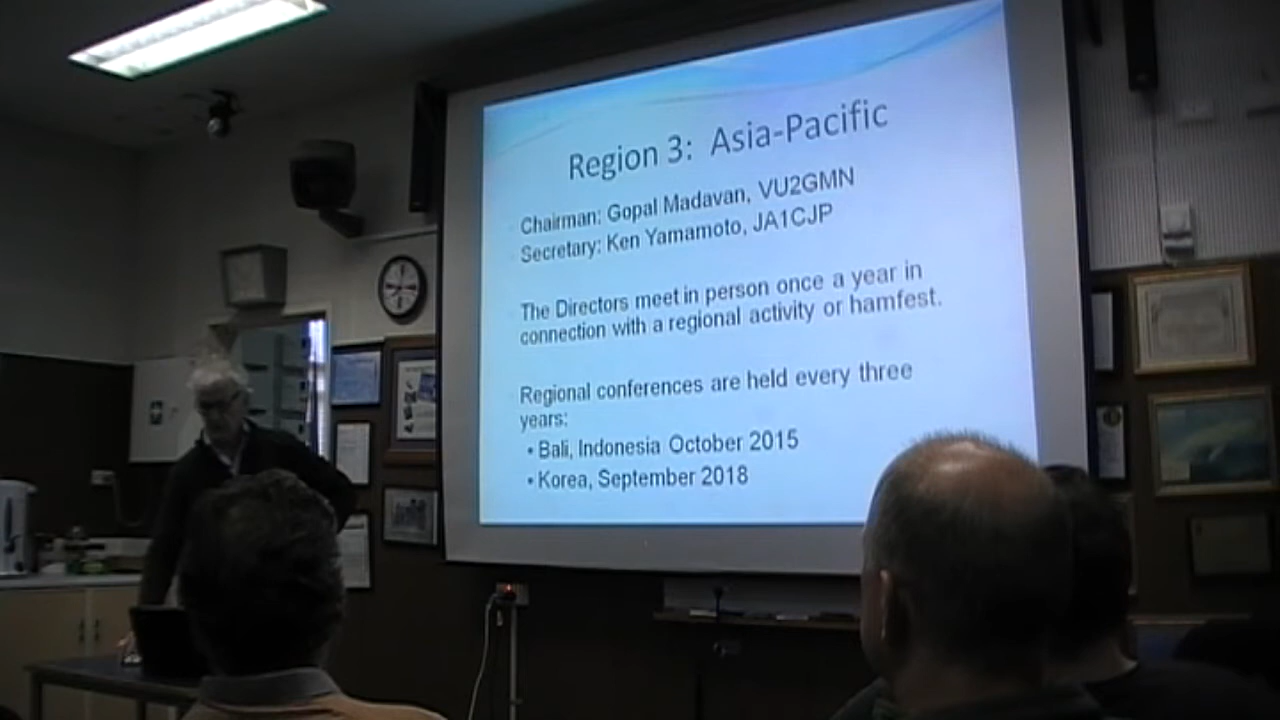 Region 3: Asia-Pacific
Chairman: Gopal Madavan, VU2GMN
Secretary: Ken Yamamoto, JA1CJP
The Directors meet in person once a year in
connection with a regional activity or hamfest.
Regional conferences are held every three
years:
• Bali, Indonesia October 2015
• Korea, September 2018